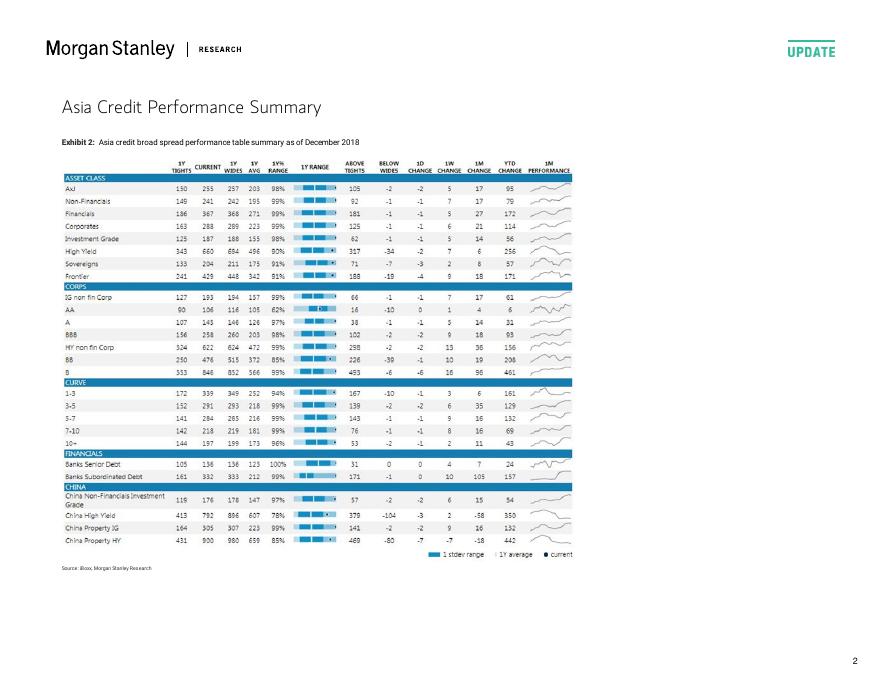 Morgan Stanley | RESEARCH
UPDATE
Asia Credit Performance Summary
Exhibit 2: Asia credit broad spread performance table summary as of December 2018
1Y TIGHTS CURRENT 1Y WIDES 1Y AVG 1Y% RANGE 1Y RANGE ABOVE TIGHTS BELOW WIDES 1D CHANGE 1W CHANGE 1M CHANGE YTD CHANGE 1M PERFORMANCE
ASSET CLASS
AxJ 150 255 257 203 98% 105 -2 -2 5 17 95
Non-Financials 149 241 242 195 99% 92 -1 -1 7 17 79
Financials 186 367 368 271 99% 181 -1 -1 5 27 172
Corporates 163 288 289 223 99% 125 -1 -1 6 21 114
Investment Grade 125 187 188 155 98% 62 -1 -1 5 14 56
High Yield 343 660 694 496 90% 317 -34 -2 7 6 256
Sovereigns 133 204 211 175 91% 71 -7 -3 2 8 57
Frontier 241 429 448 342 91% 188 -19 -4 9 18 171
CORPS
IG non fin Corp 127 193 194 157 99% 66 -1 -1 7 17 61
AA 90 106 116 105 62% 16 -10 0 1 4 6
A 107 145 146 126 97% 38 -1 -1 5 14 31
BBB 156 258 260 203 98% 102 -2 -2 9 18 93
HY non fin Corp 324 622 624 472 99% 298 -2 -2 13 36 156
BB 250 476 515 372 85% 226 -39 -1 10 19 208
B 353 846 852 566 99% 493 -6 -6 16 96 461
CURVE
1-3 172 339 349 252 94% 167 -10 -1 3 6 161
3-5 152 291 293 218 99% 139 -2 -2 6 35 129
5-7 141 284 285 216 99% 143 -1 -1 9 16 132
7-10 142 218 219 181 99% 76 -1 -1 8 16 69
10+ 144 197 199 173 96% 53 -2 -1 2 11 43
FINANCIALS
Banks Senior Debt 105 136 136 123 100% 31 0 0 4 7 24
Banks Subordinated Debt 161 332 333 212 99% 171 -1 0 10 105 157
CHINA
China Non-Financials Investment Grade 119 176 178 147 97% 57 -2 -2 6 15 54
China High Yield 413 792 896 607 78% 379 -104 -3 2 -58 350
China Property IG 164 305 307 223 99% 141 -2 -2 9 16 132
China Property HY 431 900 980 659 85% 469 -80 -7 -7 -18 442
1 stdev range 1Y average current
Source: iBoxx, Morgan Stanley Research
2